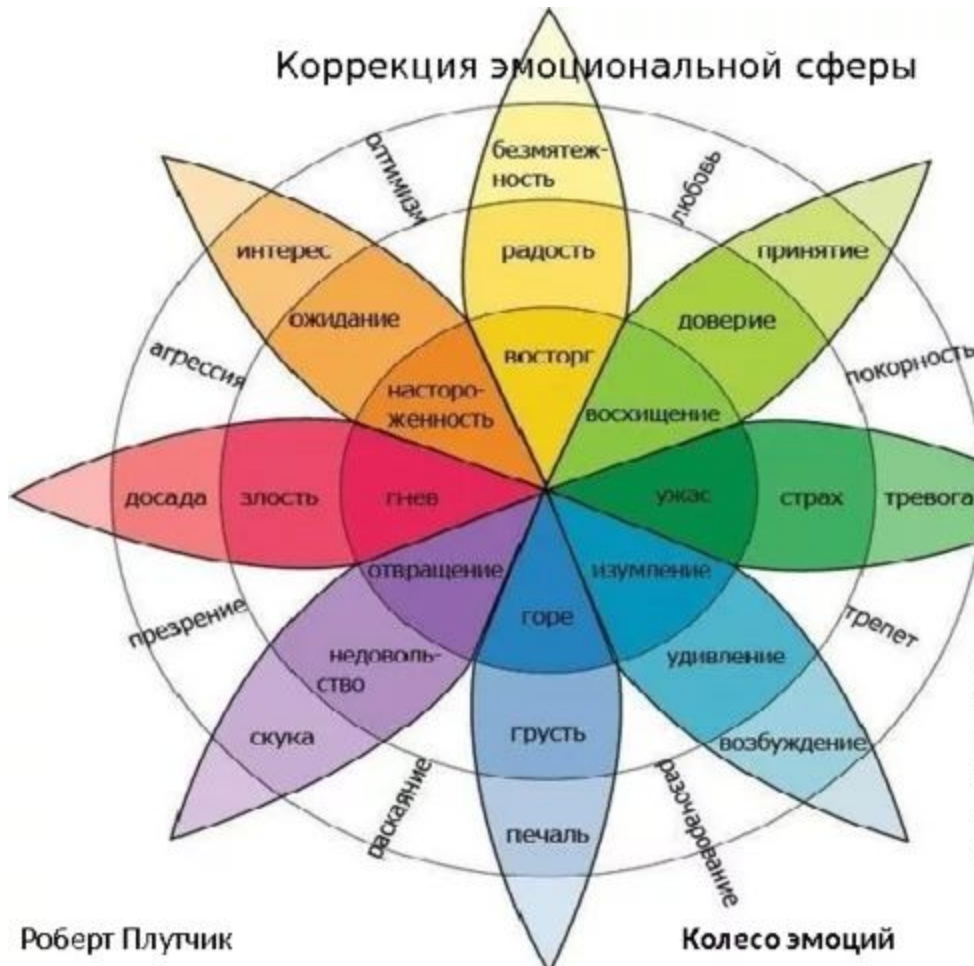 Коррекция эмоциональной сферы
оптимизм
безмятеж-
ность
любовь
интерес
радость
принятие
ожидание
доверие
агрессия
восторг
покорность
насторо-
женность
восхищение
досада
злость
гнев
ужас
страх
тревога
отвращение
изумление
презрение
горе
трепет
недоволь-
ство
удивление
скука
грусть
возбуждение
раскаяние
печаль
разочарование
Роберт Плутчик
Колесо эмоций